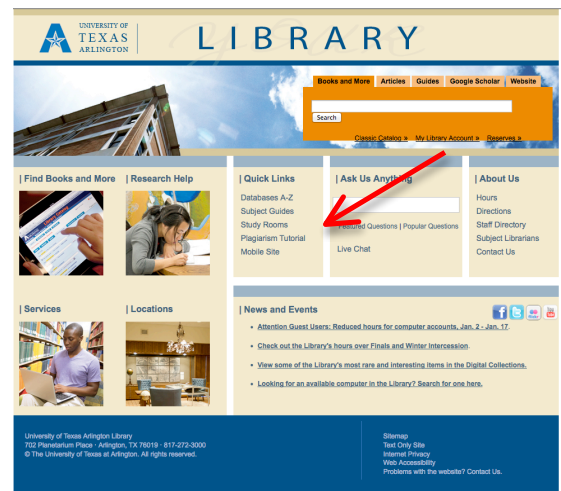 UNIVERSITY OF
TEXAS
ARLINGTON
LIBRARY
Books and More
Articles
Guides
Google Scholar
Website
Search
Classic Catalog »
My Library Account »
Reserves »
| Find Books and More
| Research Help
| Quick Links
Databases A-Z
Subject Guides
Study Rooms
Plagiarism Tutorial
Mobile Site
| Ask Us Anything
Featured Questions | Popular Questions
Live Chat
| About Us
Hours
Directions
Staff Directory
Subject Librarians
Contact Us
| Services
| Locations
| News and Events
Attention Guest Users: Reduced hours for computer accounts, Jan. 2 - Jan. 17.
Check out the Library's hours over Finals and Winter Intercession.
View some of the Library's most rare and interesting items in the Digital Collections.
Looking for an available computer in the Library? Search for one here.
University of Texas Arlington Library
702 Planetarium Place · Arlington, TX 76019 · 817-272-3000
© The University of Texas at Arlington. All rights reserved.
Sitemap
Text Only Site
Internet Privacy
Web Accessibility
Problems with the website? Contact Us.